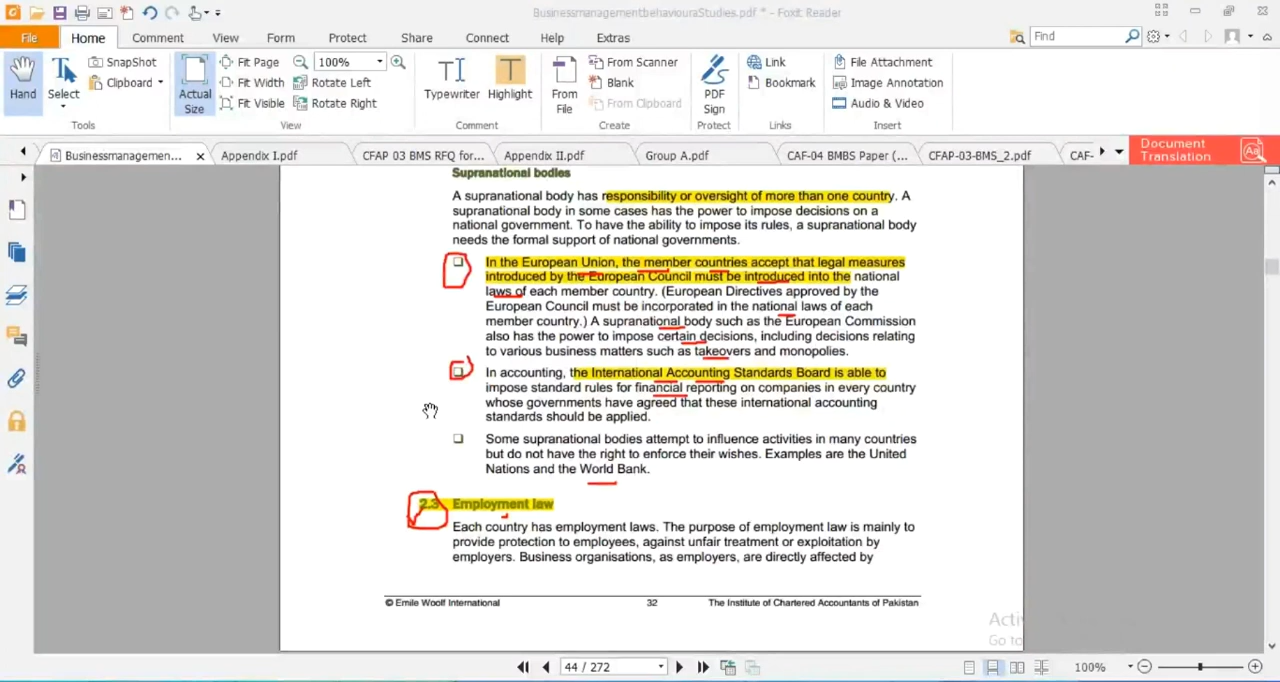 BusinessmanagementbehaviouraStudies.pdf * - Foxit Reader
File Home Comment View Form Protect Share Connect Help Extras Find
SnapShot Fit Page 100% From Scanner Link File Attachment
Clipboard Fit Width Rotate Left Blank Bookmark Image Annotation
Hand Select Actual Size Fit Visible Rotate Right Typewriter Highlight From File From Clipboard PDF Sign Audio & Video
Tools View Comment Create Protect Links Insert
Businessmanagemen... Appendix I.pdf CFAP 03 BMS RFQ for... Appendix II.pdf Group A.pdf CAF-04 BMBS Paper (... CFAP-03-BMS_2.pdf CAF- Document Translation
Supranational bodies
A supranational body has responsibility or oversight of more than one country. A
supranational body in some cases has the power to impose decisions on a
national government. To have the ability to impose its rules, a supranational body
needs the formal support of national governments.
In the European Union, the member countries accept that legal measures
introduced by the European Council must be introduced into the national
laws of each member country. (European Directives approved by the
European Council must be incorporated in the national laws of each
member country.) A supranational body such as the European Commission
also has the power to impose certain decisions, including decisions relating
to various business matters such as takeovers and monopolies.
In accounting, the International Accounting Standards Board is able to
impose standard rules for financial reporting on companies in every country
whose governments have agreed that these international accounting
standards should be applied.
Some supranational bodies attempt to influence activities in many countries
but do not have the right to enforce their wishes. Examples are the United
Nations and the World Bank.
2.3 Employment law
Each country has employment laws. The purpose of employment law is mainly to
provide protection to employees, against unfair treatment or exploitation by
employers. Business organisations, as employers, are directly affected by
© Emile Woolf International 32 The Institute of Chartered Accountants of Pakistan
Acti
Go to
44 / 272 100%